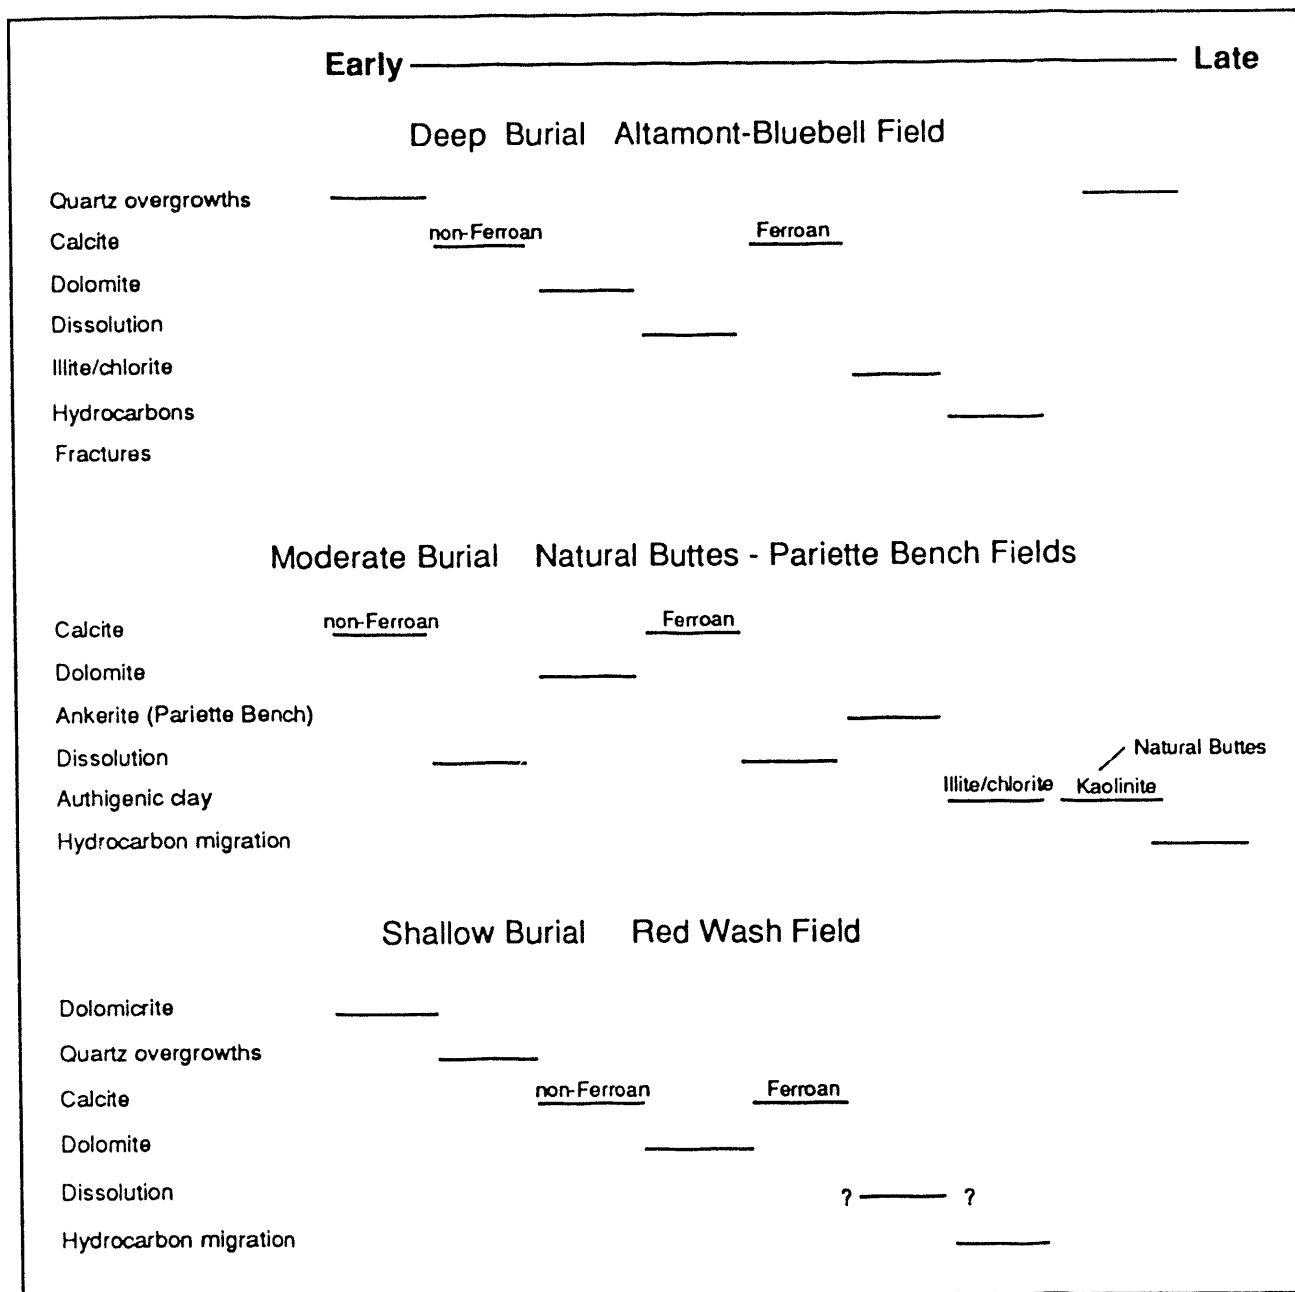 Early Late
Deep Burial Altamont-Bluebell Field
Quartz overgrowths
Calcite non-Ferroan Ferroan
Dolomite
Dissolution
Illite/chlorite
Hydrocarbons
Fractures
Moderate Burial Natural Buttes - Pariette Bench Fields
Calcite non-Ferroan Ferroan
Dolomite
Ankerite (Pariette Bench)
Dissolution Natural Buttes
Authigenic clay Illite/chlorite Kaolinite
Hydrocarbon migration
Shallow Burial Red Wash Field
Dolomicrite
Quartz overgrowths
Calcite non-Ferroan Ferroan
Dolomite
Dissolution ? ?
Hydrocarbon migration